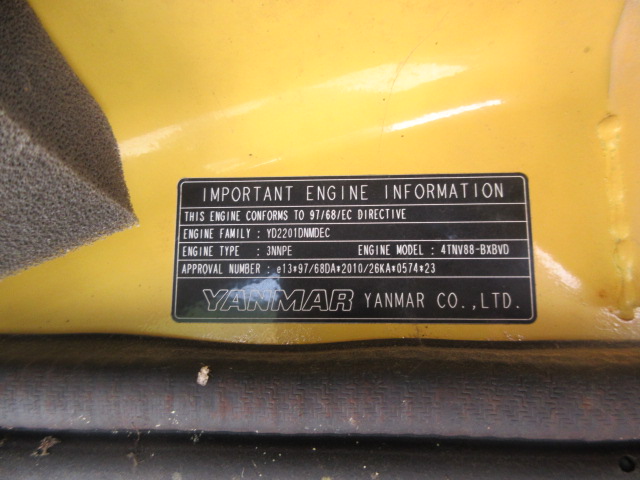 IMPORTANT ENGINE INFORMATION
THIS ENGINE CONFORMS TO 97/68/EC DIRECTIVE
ENGINE FAMILY : YD2201DNMDEC
ENGINE TYPE : 3NNPE ENGINE MODEL : 4TNV88-BXBVD
APPROVAL NUMBER : e13*97/68DA*2010/26KA*0574*23
YANMAR YANMAR CO.,LTD.